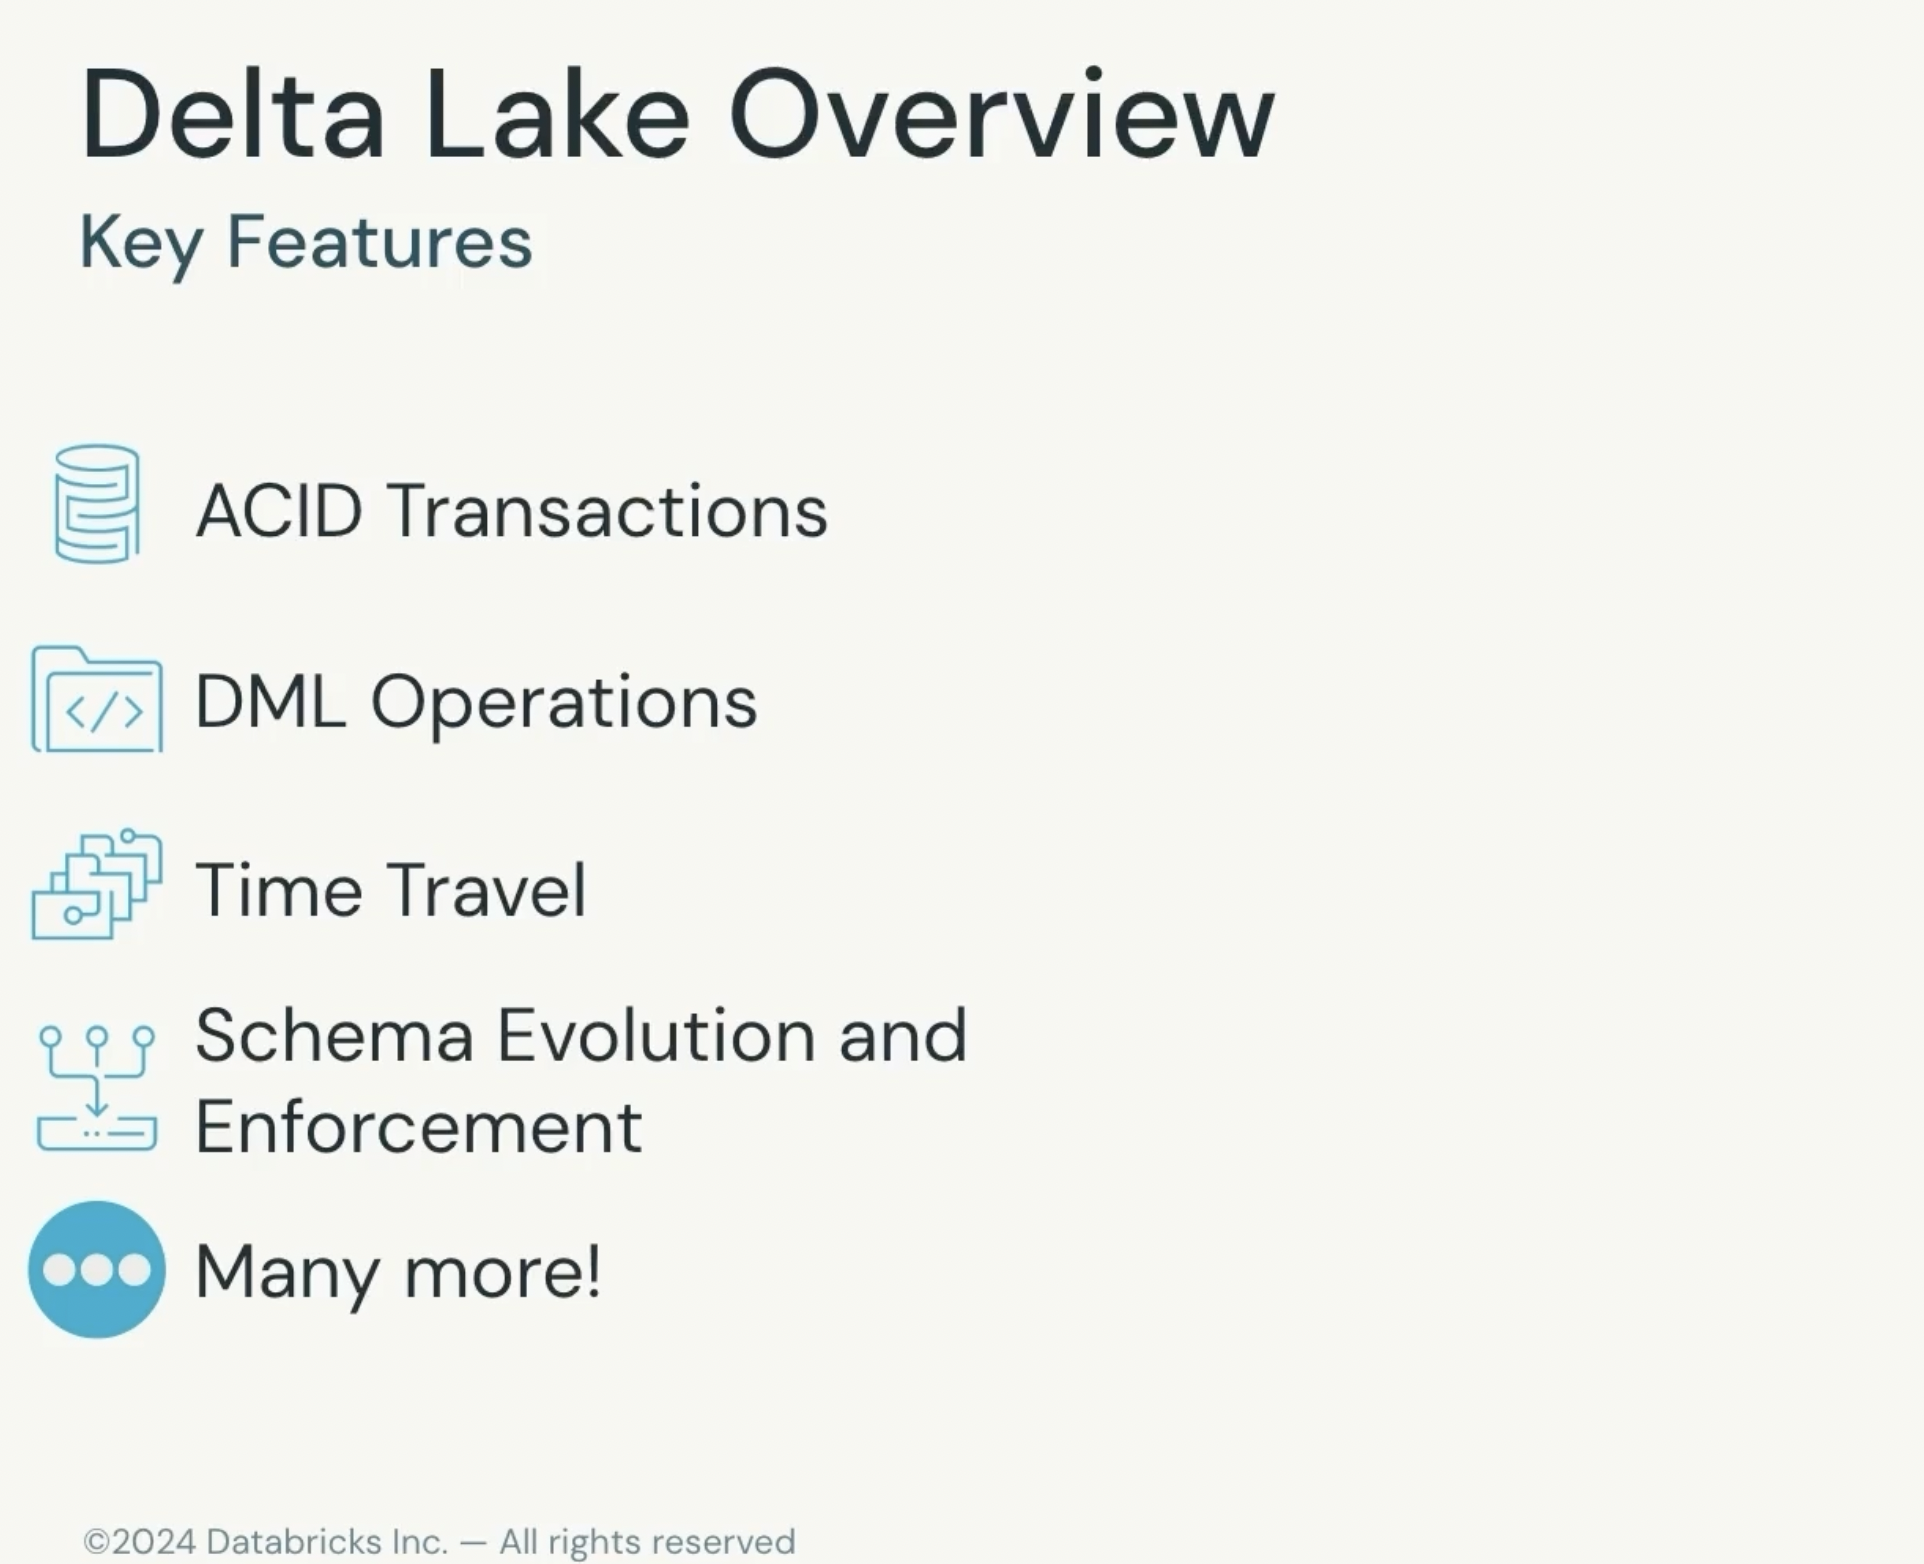 Delta Lake Overview
Key Features
ACID Transactions
DML Operations
Time Travel
Schema Evolution and
Enforcement
Many more!
©2024 Databricks Inc. — All rights reserved